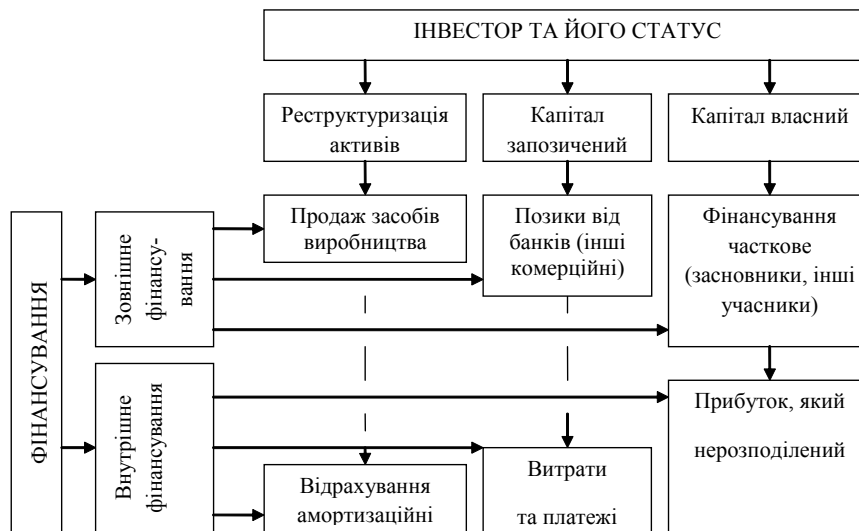 ІНВЕСТОР ТА ЙОГО СТАТУС
Реструктуризація
активів
Капітал
запозичений
Капітал власний
ФІНАНСУВАННЯ
Зовнішне
фінансу-
вання
Продаж засобів
виробництва
Позики від
банків (інші
комерційні)
Фінансування
часткове
(засновники, інші
учасники)
Внутрішне
фінансування
Відрахування
амортизаційні
Витрати
та платежі
Прибуток, який
нерозподілений